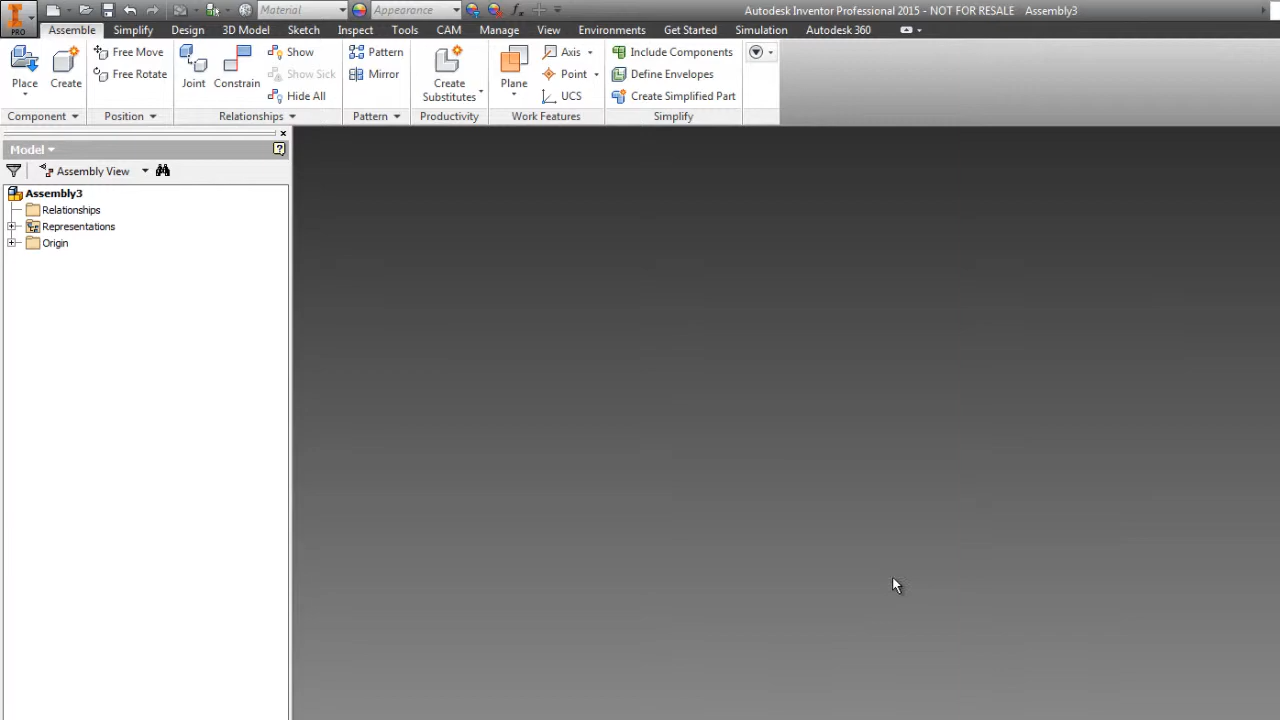 Material Appearance Autodesk Inventor Professional 2015 - NOT FOR RESALE Assembly3
PRO Assemble Simplify Design 3D Model Sketch Inspect Tools CAM Manage View Environments Get Started Simulation Autodesk 360
Free Move Show Pattern Axis Include Components
Free Rotate Show Sick Mirror Point Define Envelopes
Place Create Joint Constrain Create Substitutes Plane
Hide All UCS Create Simplified Part
Component Position Relationships Pattern Productivity Work Features Simplify
Model
Assembly View
Assembly3
Relationships
Representations
Origin